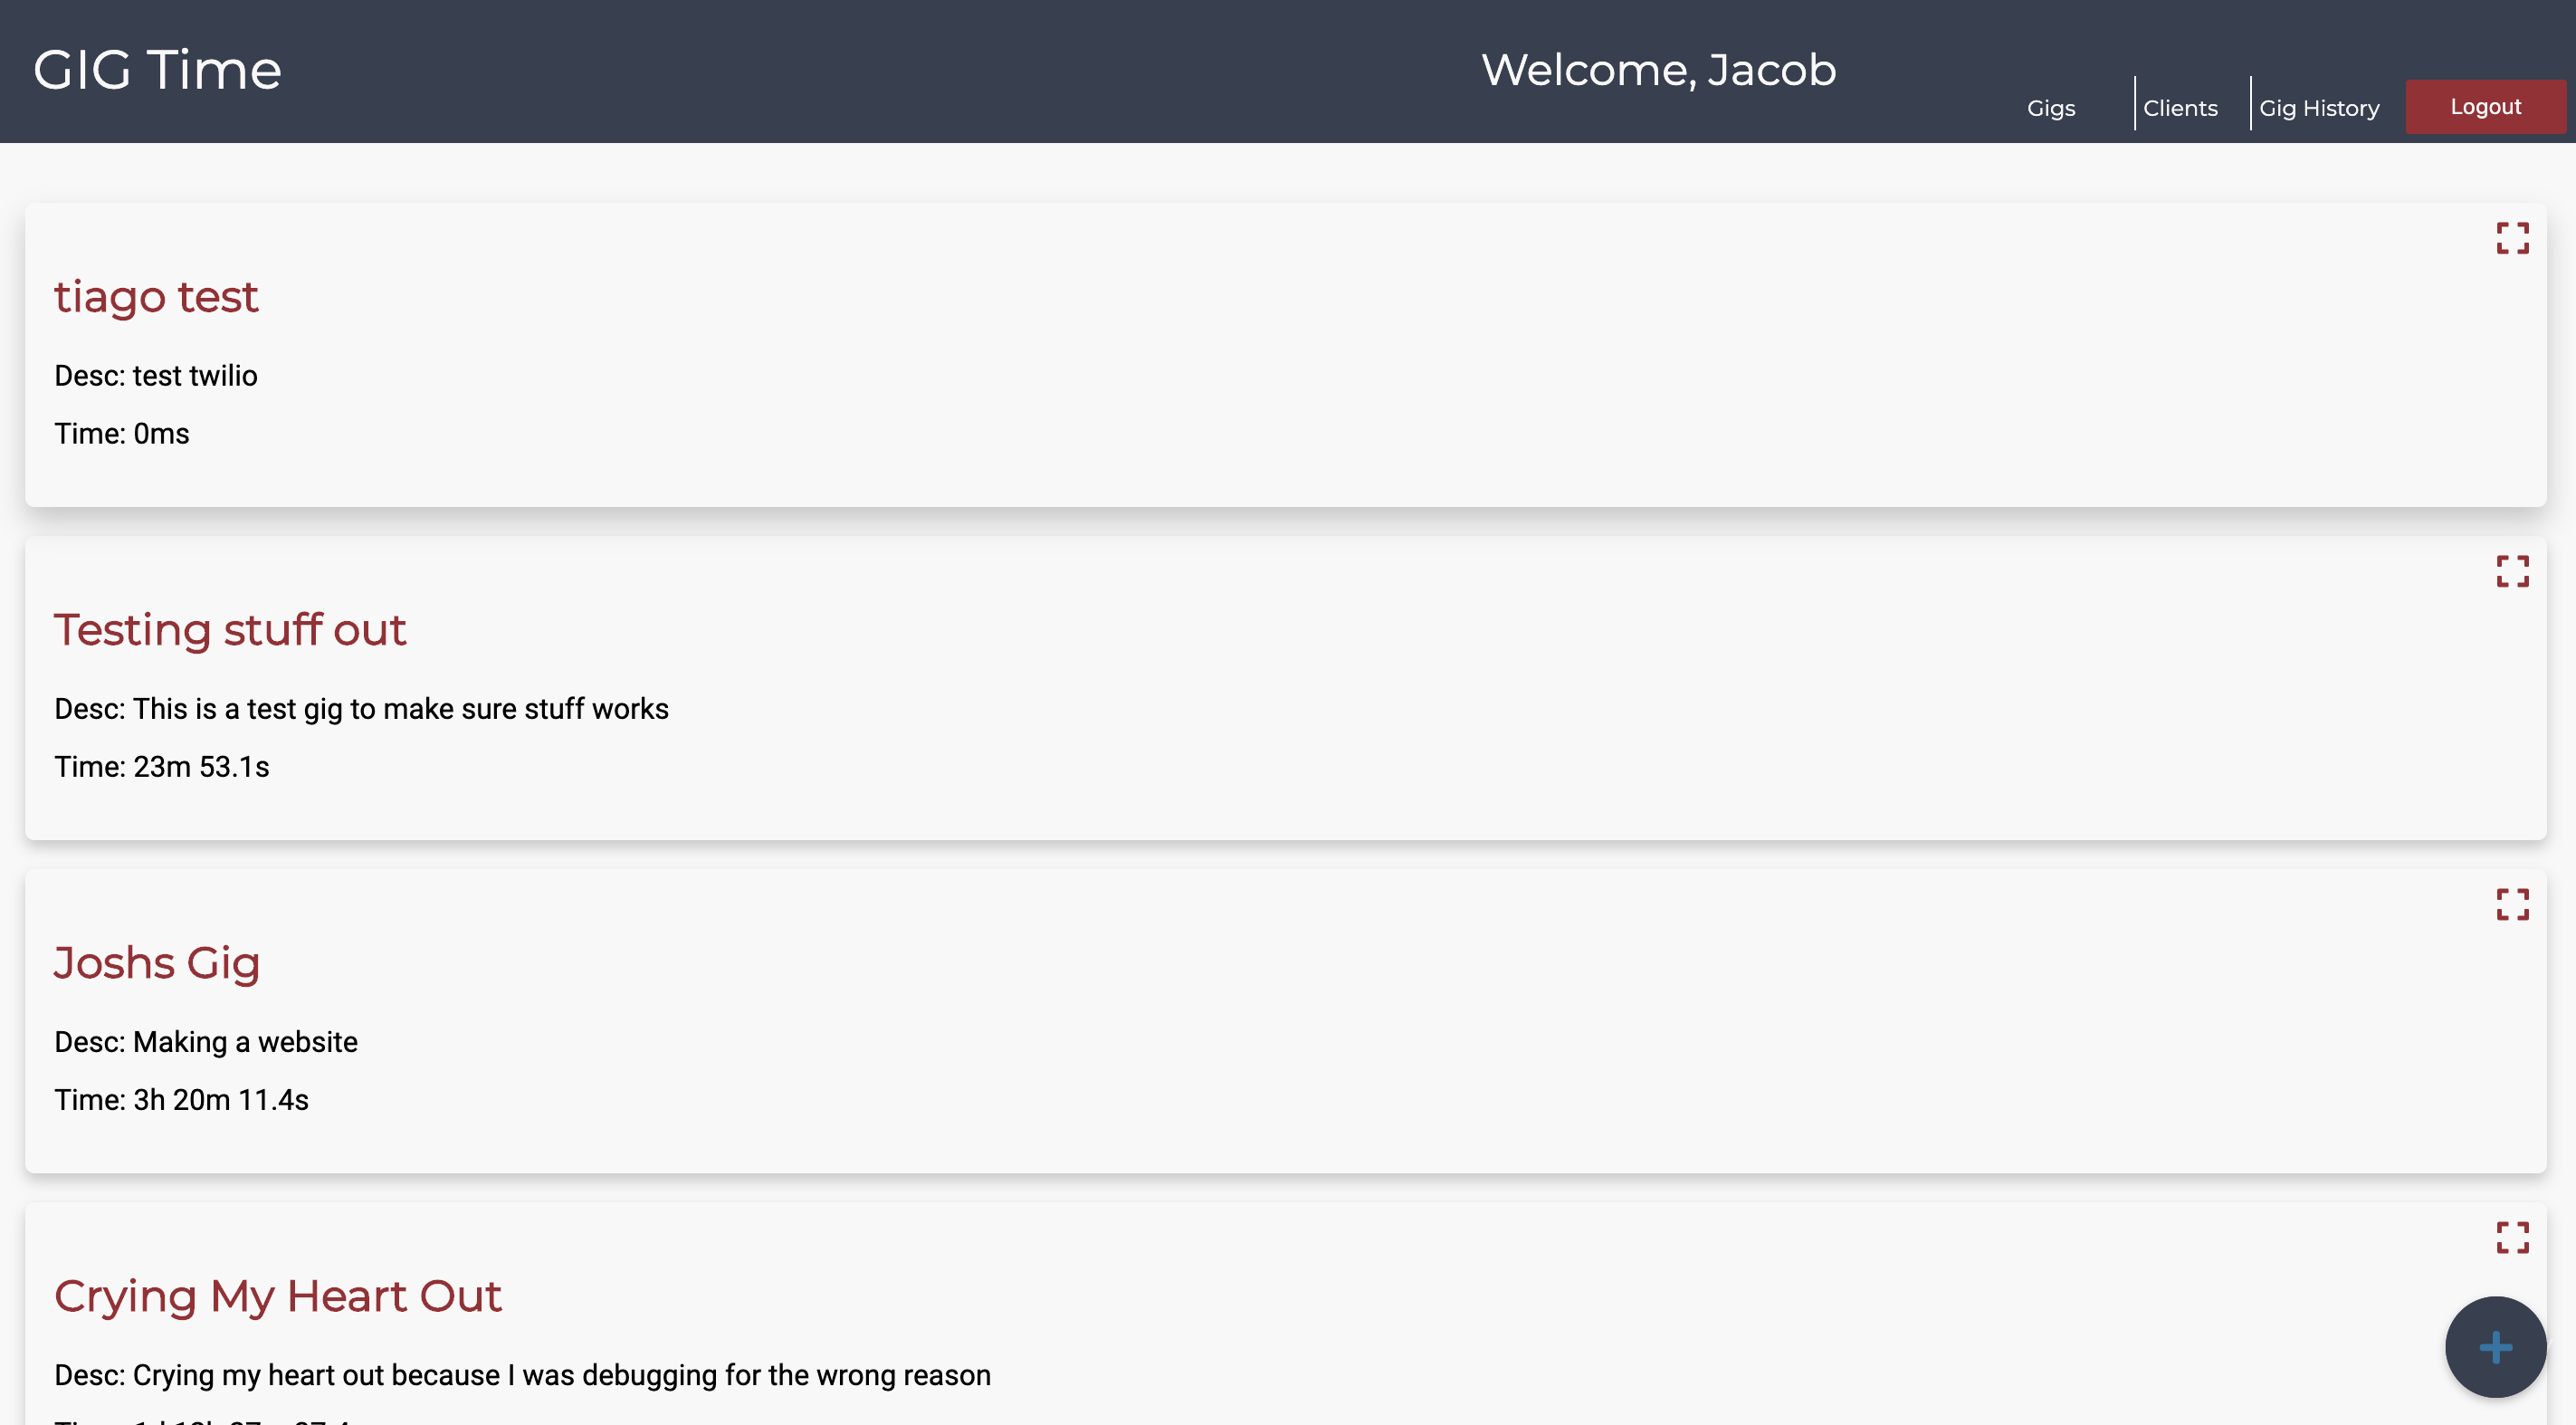 GIG Time
Welcome, Jacob
Gigs
Clients
Gig History
Logout
tiago test
Desc: test twilio
Time: 0ms
Testing stuff out
Desc: This is a test gig to make sure stuff works
Time: 23m 53.1s
Joshs Gig
Desc: Making a website
Time: 3h 20m 11.4s
Crying My Heart Out
Desc: Crying my heart out because I was debugging for the wrong reason